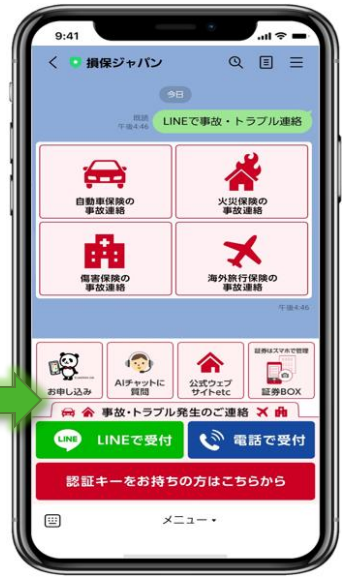 9:41
損保ジャパン
今日
既読
午後4:46
LINEで事故・トラブル連絡
自動車保険の
事故連絡
火災保険の
事故連絡
傷害保険の
事故連絡
海外旅行保険の
事故連絡
午後4:46
お申し込み
AIチャットに
質問
公式ウェブ
サイトetc
証券はスマホで管理
証券BOX
事故・トラブル発生のご連絡
LINE
LINEで受付
電話で受付
認証キーをお持ちの方はこちらから
メニュー